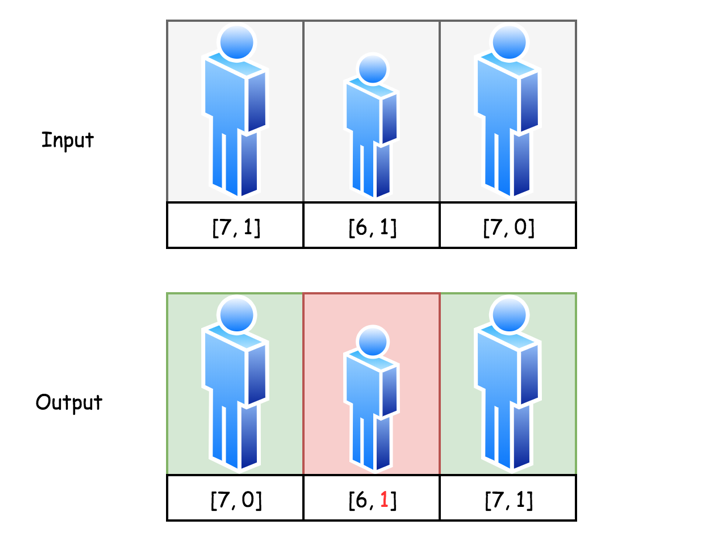 Input
[7, 1] [6, 1] [7, 0]
Output
[7, 0] [6, 1] [7, 1]